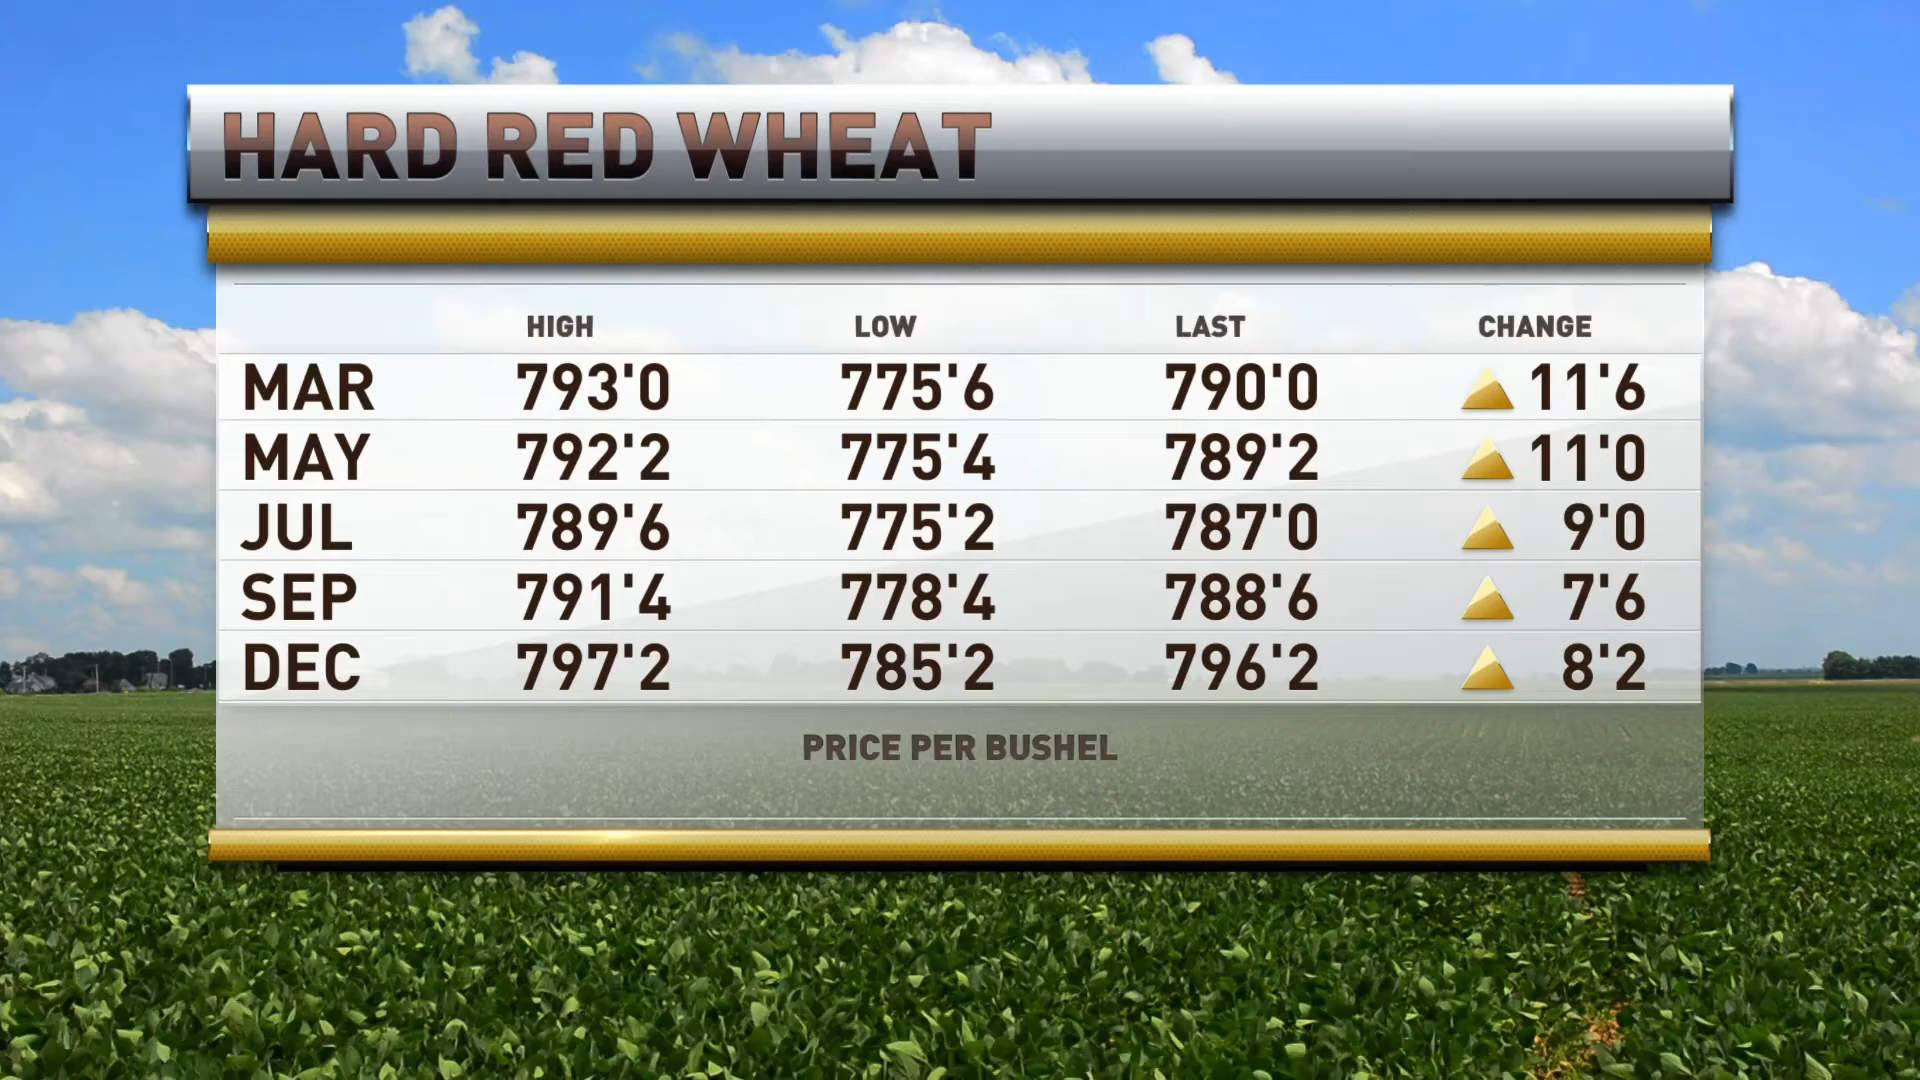 HARD RED WHEAT
HIGH LOW LAST CHANGE
MAR 793'0 775'6 790'0 11'6
MAY 792'2 775'4 789'2 11'0
JUL 789'6 775'2 787'0 9'0
SEP 791'4 778'4 788'6 7'6
DEC 797'2 785'2 796'2 8'2
PRICE PER BUSHEL